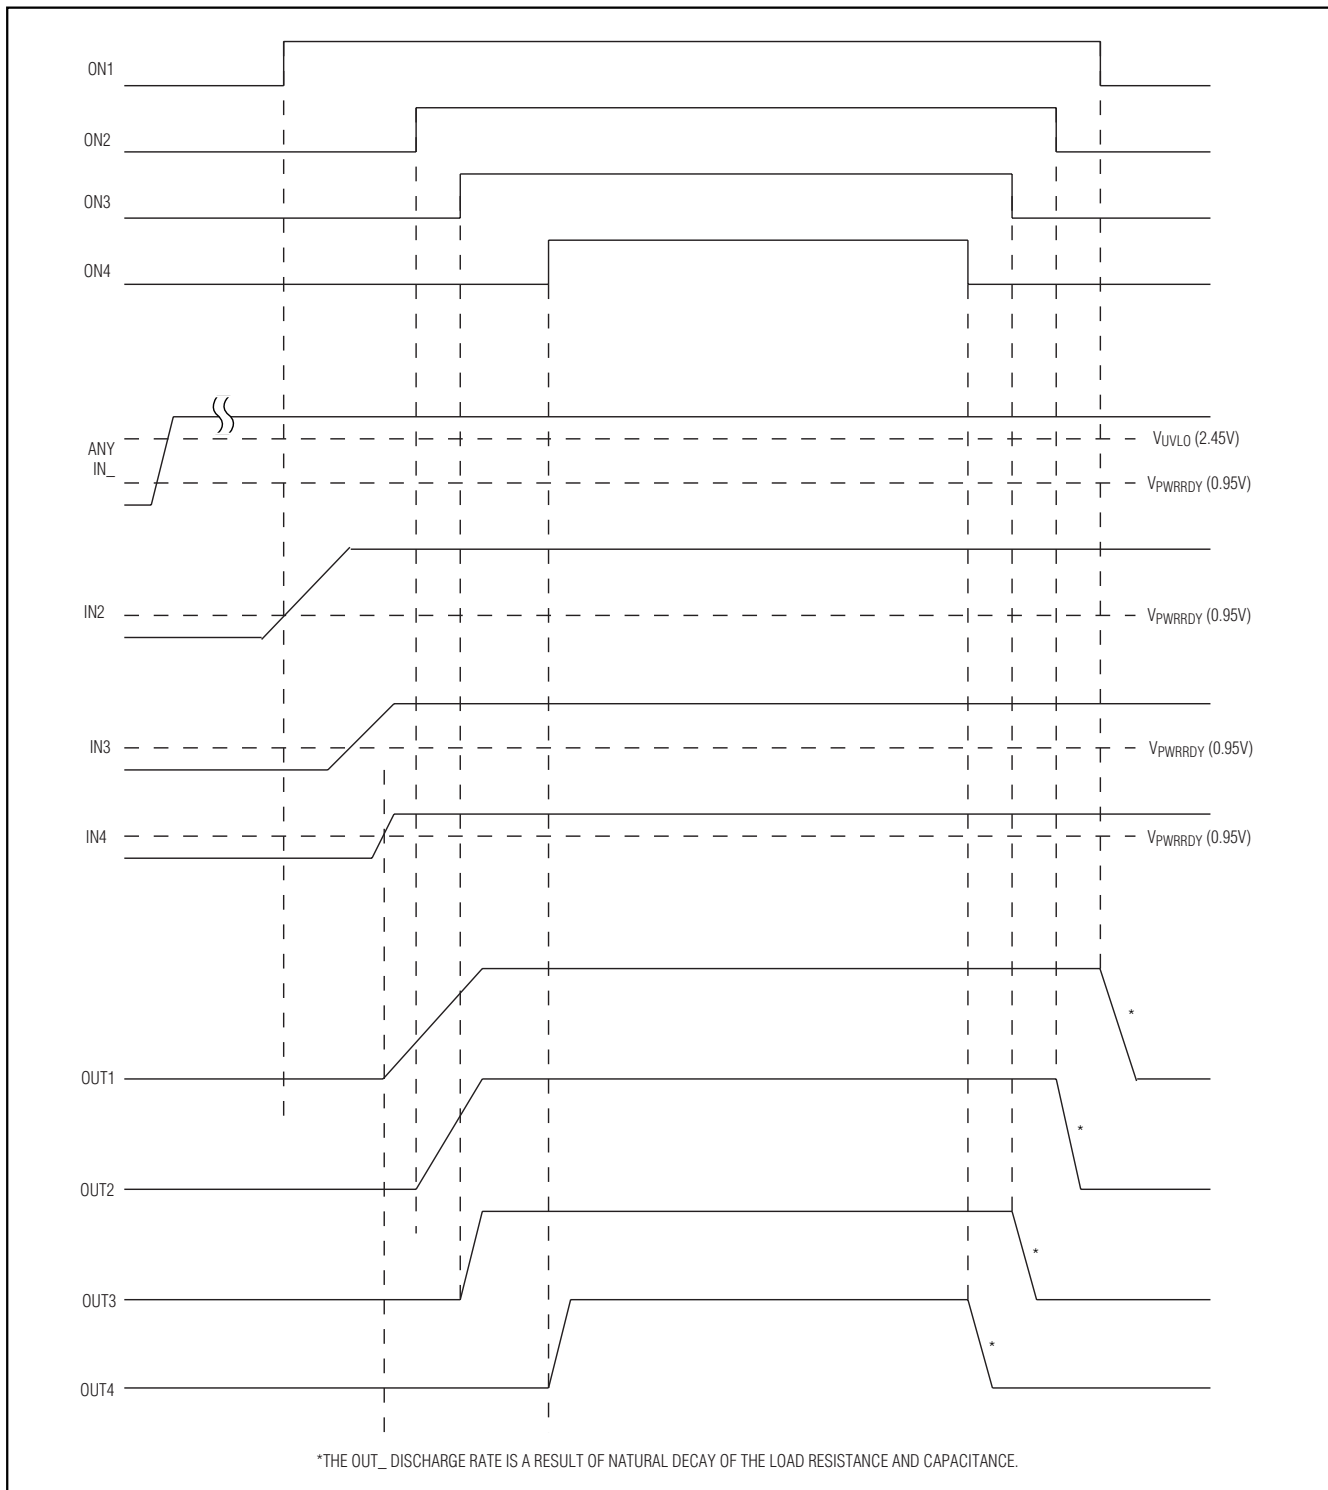 ON1
ON2
ON3
ON4
ANY
IN_
VUVLO (2.45V)
VPWRRDY (0.95V)
IN2
VPWRRDY (0.95V)
IN3
VPWRRDY (0.95V)
IN4
VPWRRDY (0.95V)
*
OUT1
*
OUT2
*
OUT3
*
OUT4
*THE OUT_ DISCHARGE RATE IS A RESULT OF NATURAL DECAY OF THE LOAD RESISTANCE AND CAPACITANCE.